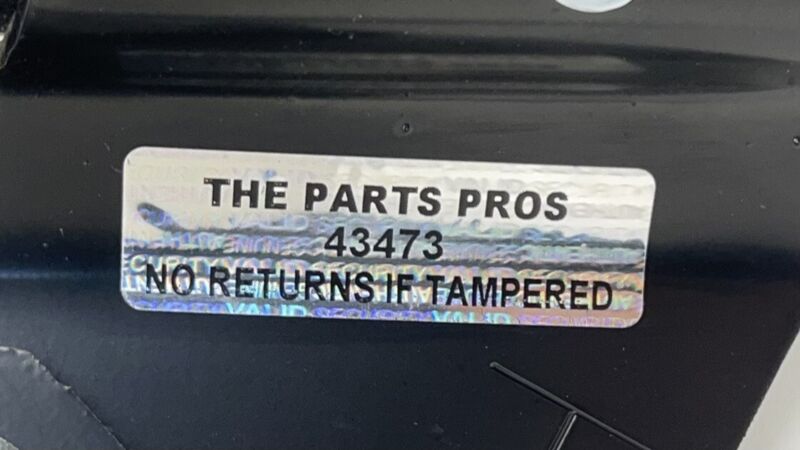 THE PARTS PROS
43473
NO RETURNS IF TAMPERED